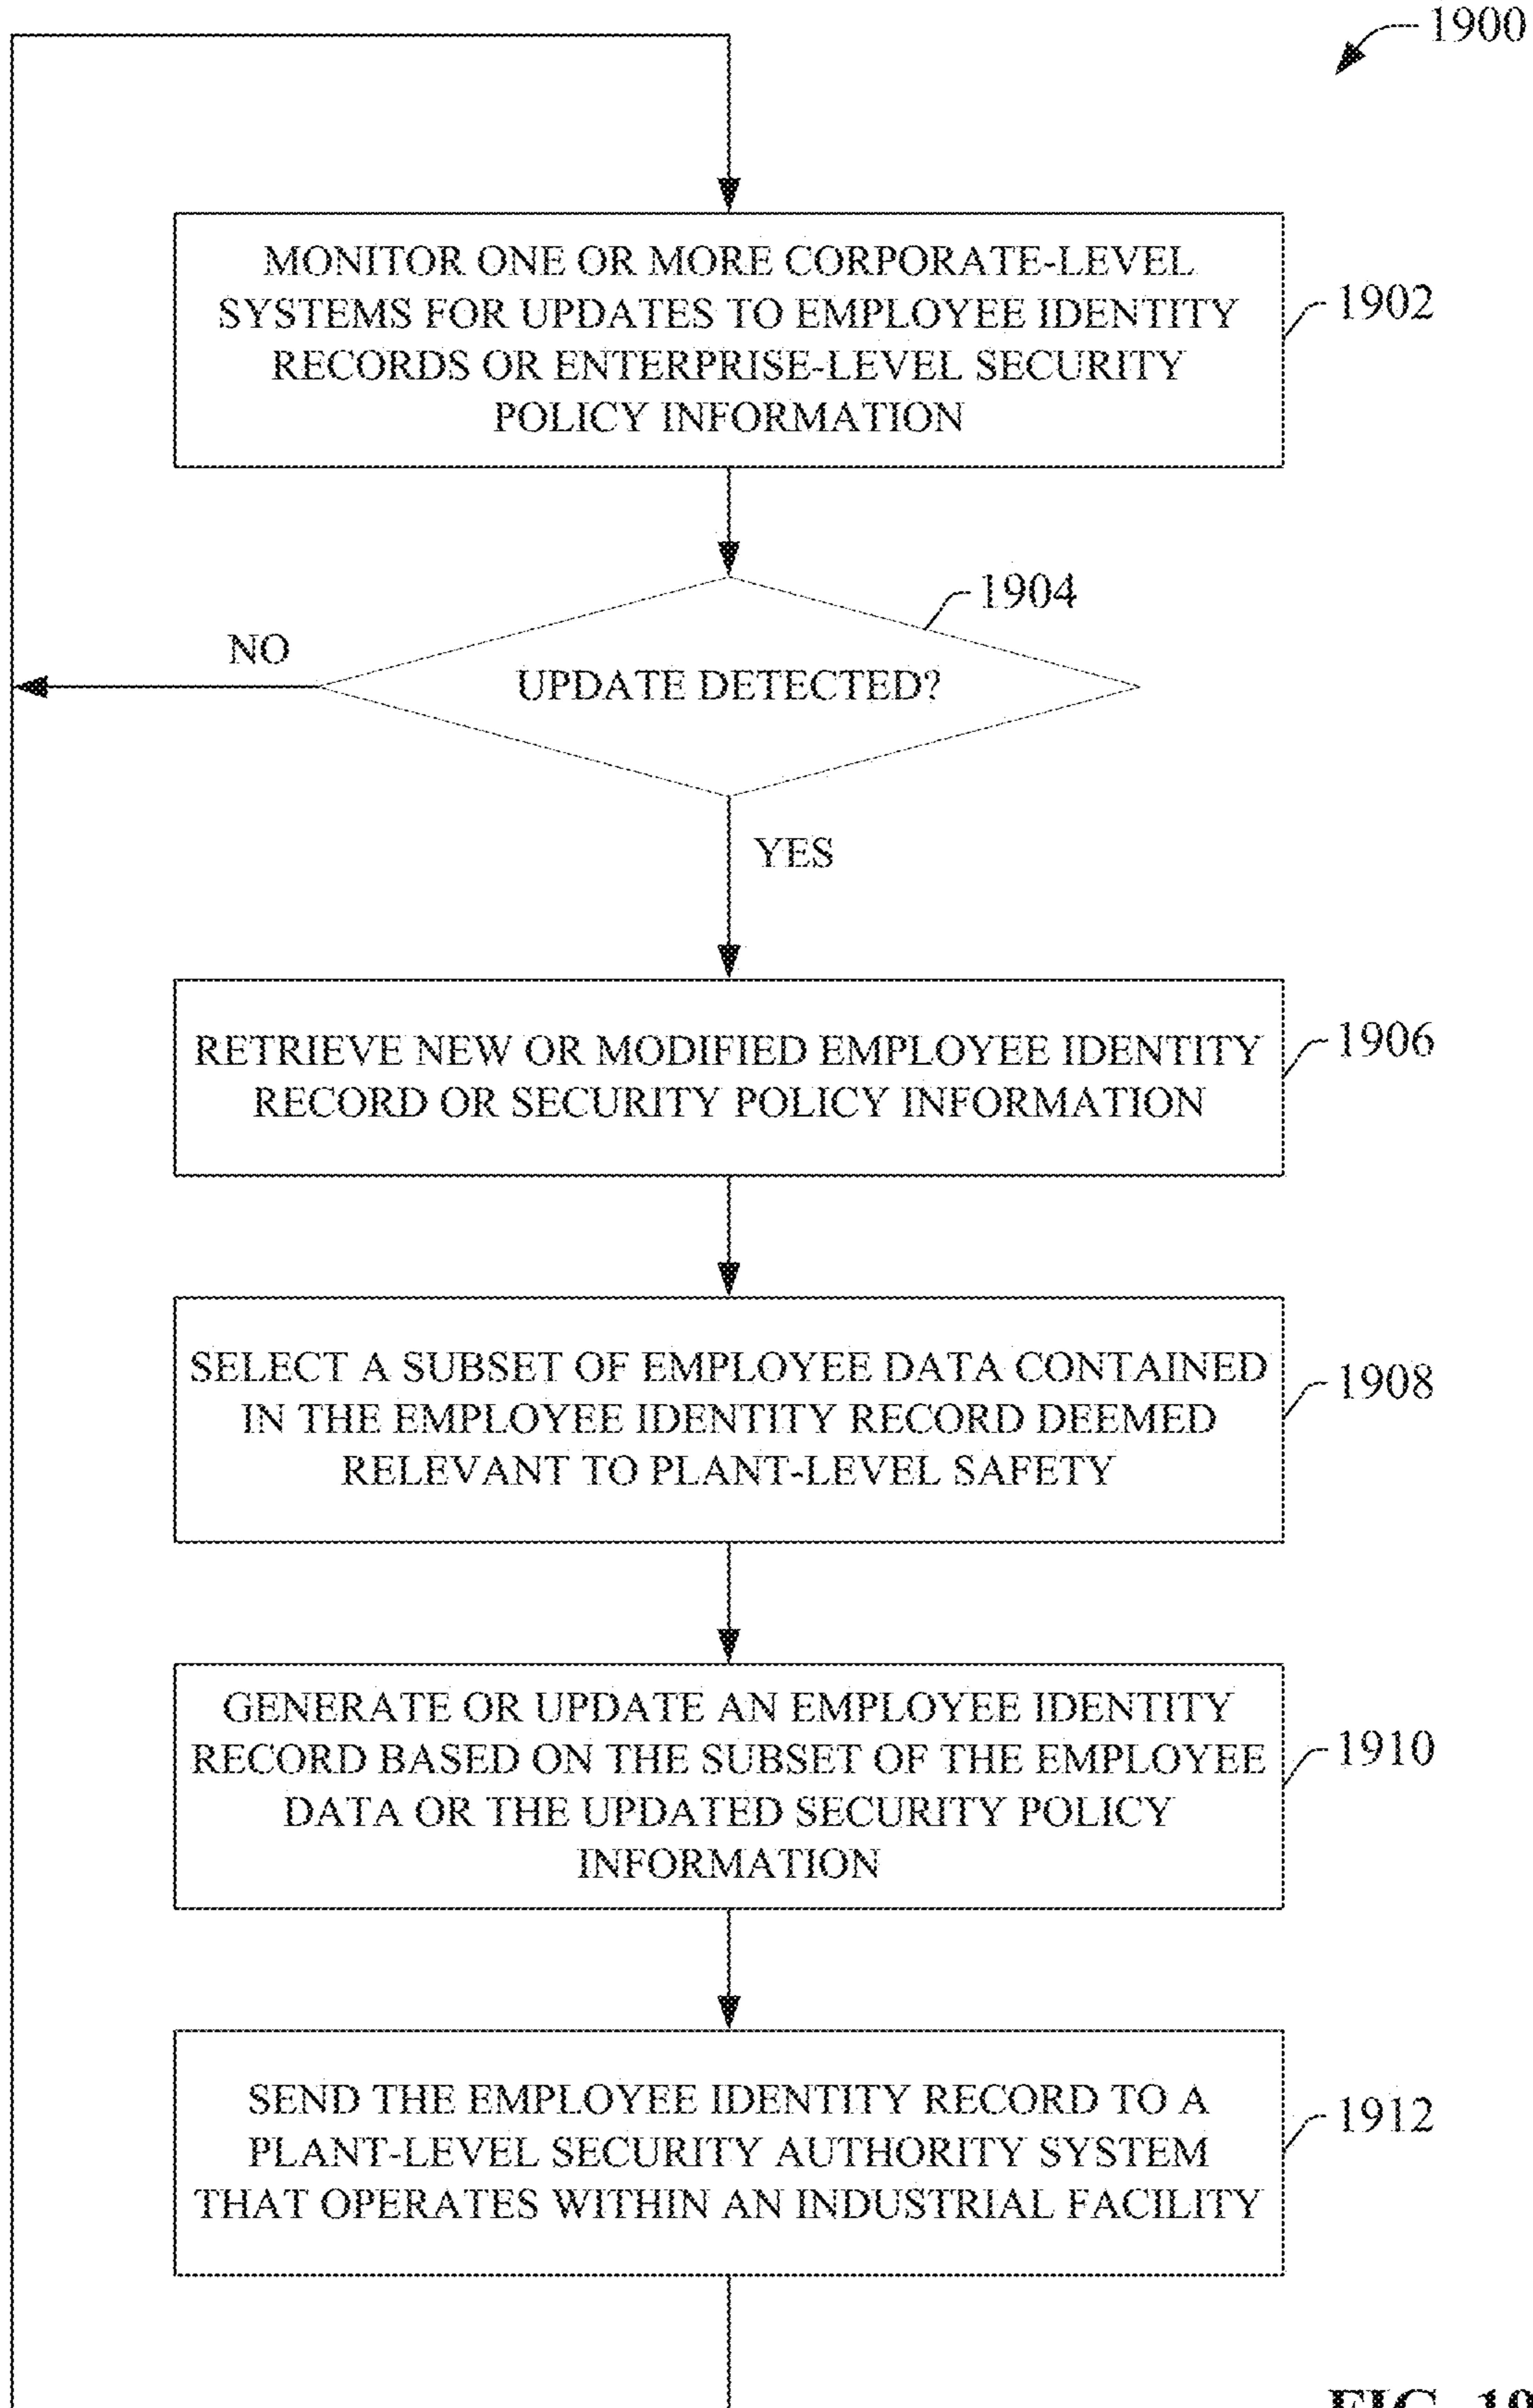 1900
MONITOR ONE OR MORE CORPORATE-LEVEL
SYSTEMS FOR UPDATES TO EMPLOYEE IDENTITY
RECORDS OR ENTERPRISE-LEVEL SECURITY
POLICY INFORMATION
1902
1904
NO
UPDATE DETECTED?
YES
RETRIEVE NEW OR MODIFIED EMPLOYEE IDENTITY
RECORD OR SECURITY POLICY INFORMATION
1906
SELECT A SUBSET OF EMPLOYEE DATA CONTAINED
IN THE EMPLOYEE IDENTITY RECORD DEEMED
RELEVANT TO PLANT-LEVEL SAFETY
1908
GENERATE OR UPDATE AN EMPLOYEE IDENTITY
RECORD BASED ON THE SUBSET OF THE EMPLOYEE
DATA OR THE UPDATED SECURITY POLICY
INFORMATION
1910
SEND THE EMPLOYEE IDENTITY RECORD TO A
PLANT-LEVEL SECURITY AUTHORITY SYSTEM
THAT OPERATES WITHIN AN INDUSTRIAL FACILITY
1912
FIG. 19